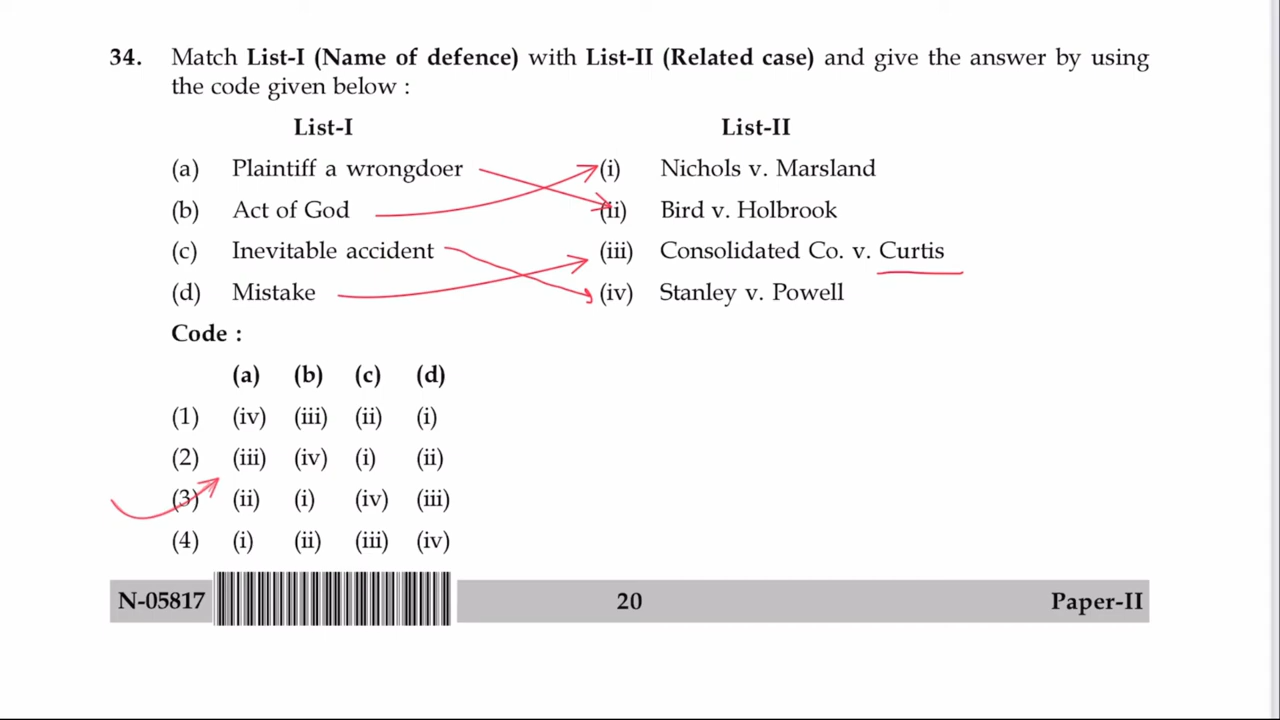 34. Match List-I (Name of defence) with List-II (Related case) and give the answer by using
the code given below :
List-I List-II
(a) Plaintiff a wrongdoer (i) Nichols v. Marsland
(b) Act of God (ii) Bird v. Holbrook
(c) Inevitable accident (iii) Consolidated Co. v. Curtis
(d) Mistake (iv) Stanley v. Powell
Code :
(a) (b) (c) (d)
(1) (iv) (iii) (ii) (i)
(2) (iii) (iv) (i) (ii)
(3) (ii) (i) (iv) (iii)
(4) (i) (ii) (iii) (iv)
N-05817 20 Paper-II